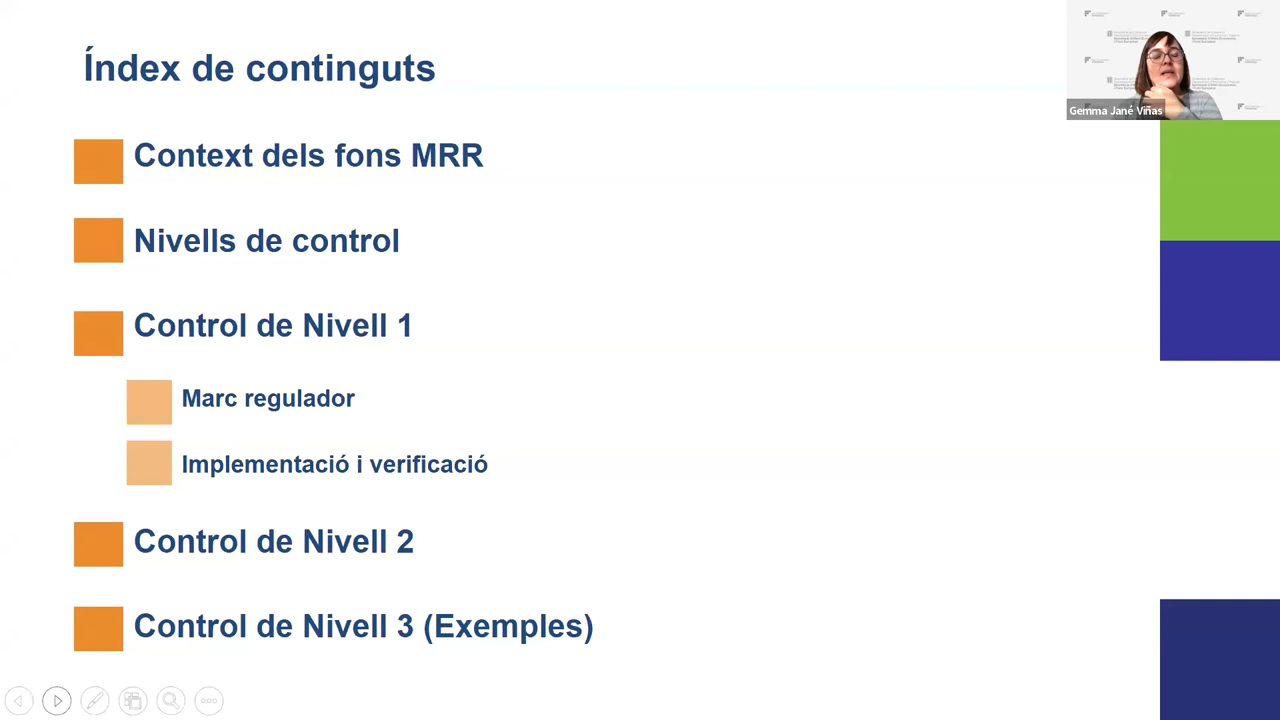 Índex de continguts
Context dels fons MRR
Nivells de control
Control de Nivell 1
Marc regulador
Implementació i verificació
Control de Nivell 2
Control de Nivell 3 (Exemples)
Gemma Jané Viñas